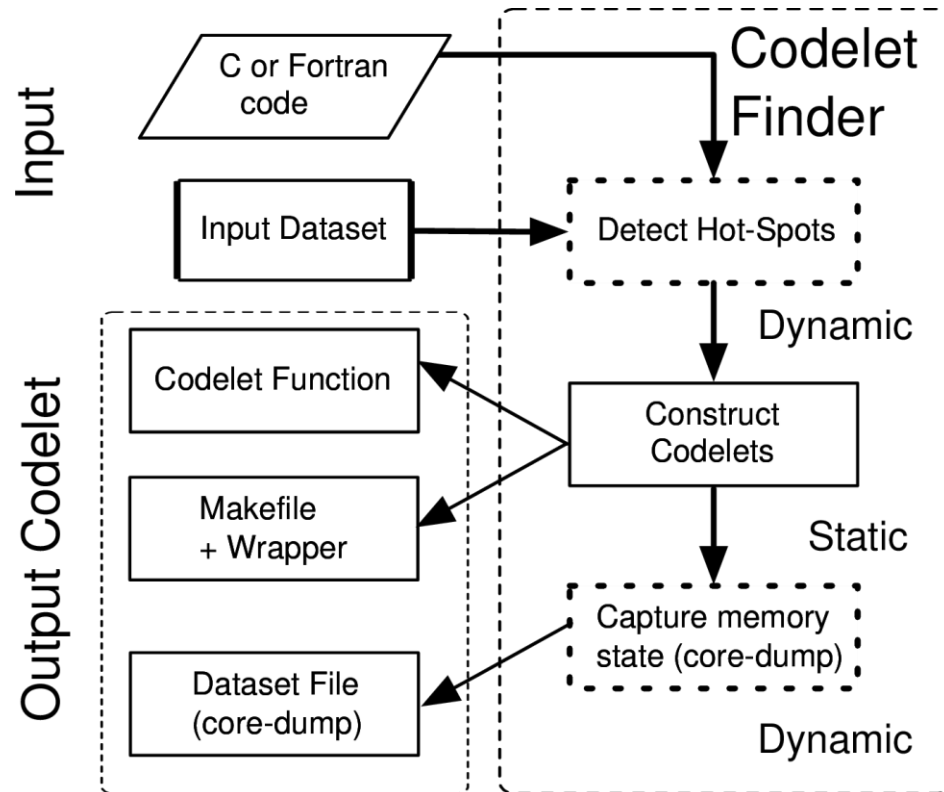 Input
C or Fortran
code
Codelet
Finder
Input Dataset
Detect Hot-Spots
Dynamic
Output Codelet
Codelet Function
Construct
Codelets
Makefile
+ Wrapper
Static
Capture memory
state (core-dump)
Dataset File
(core-dump)
Dynamic